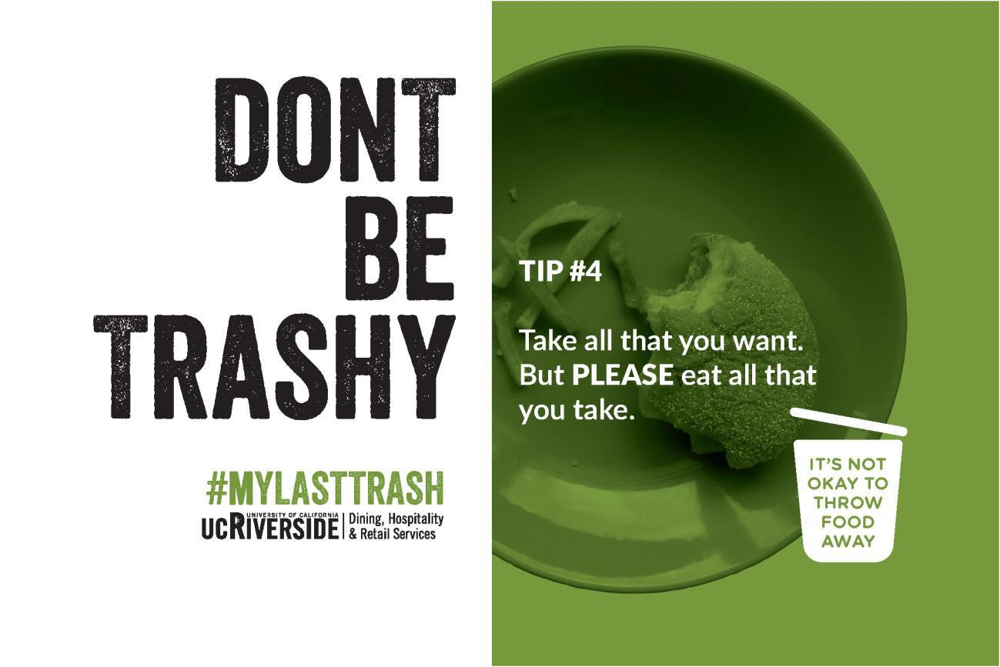 DONT
BE
TRASHY
#MYLASTTRASH
UNIVERSITY OF CALIFORNIA
UCRIVERSIDE
Dining, Hospitality
& Retail Services
TIP #4
Take all that you want.
But PLEASE eat all that
you take.
IT'S NOT
OKAY TO
THROW
FOOD
AWAY